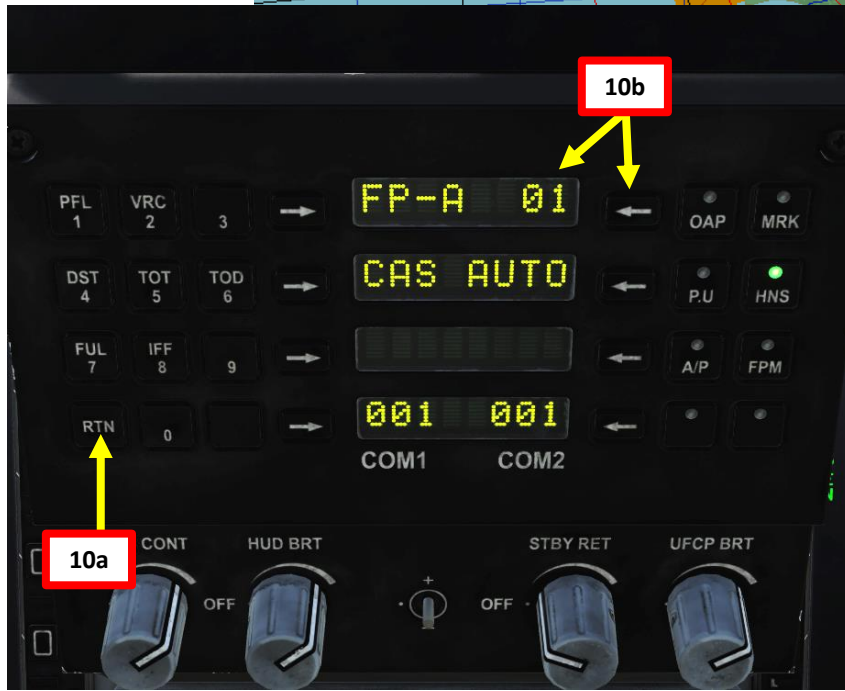 10b
PFL VRC FP-A 01
1 2 3 OAP MRK
DST TOT TOD CAS AUTO
4 5 6 P.U HNS
FUL IFF
7 8 9 A/P FPM
RTN 0 001 001
COM1 COM2
10a
CONT HUD BRT STBY RET UFCP BRT
OFF + OFF